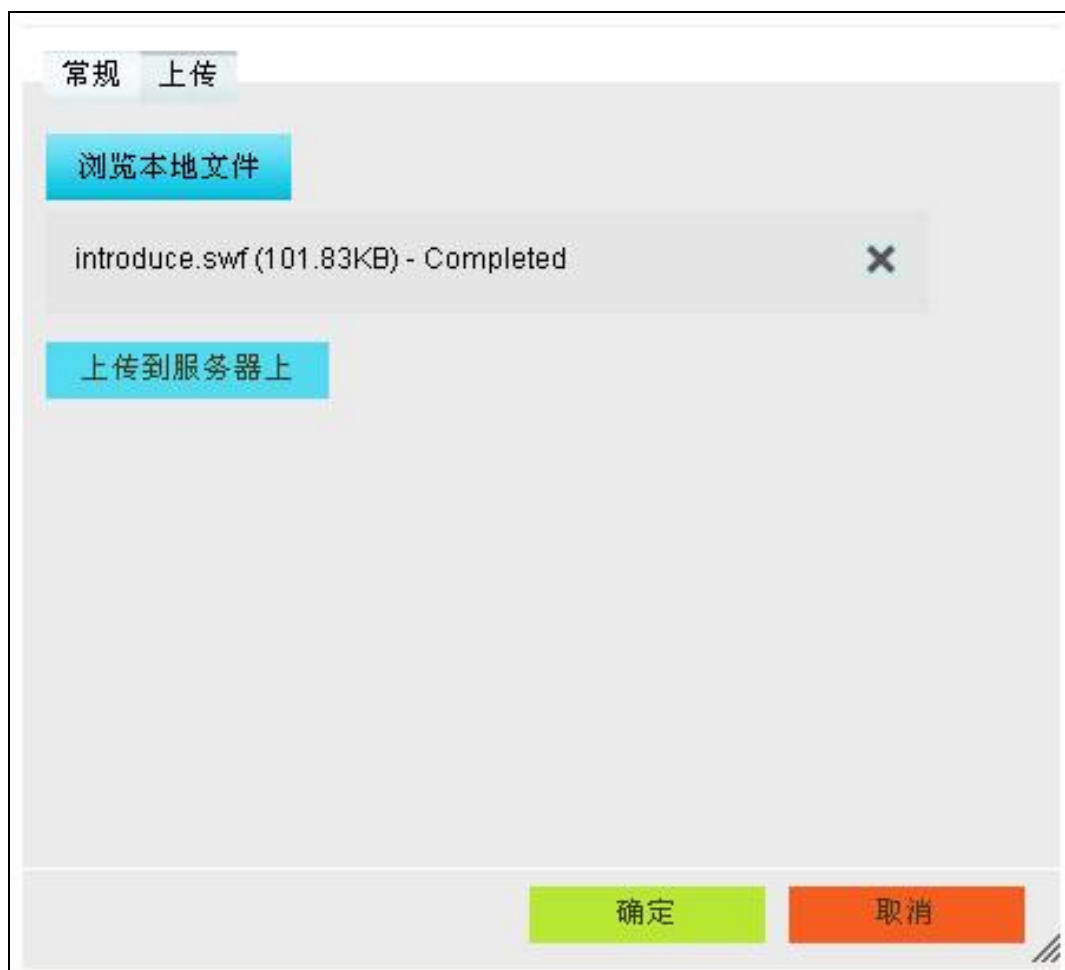 常规 上传
浏览本地文件
introduce.swf (101.83KB) - Completed
上传到服务器上
确定 取消